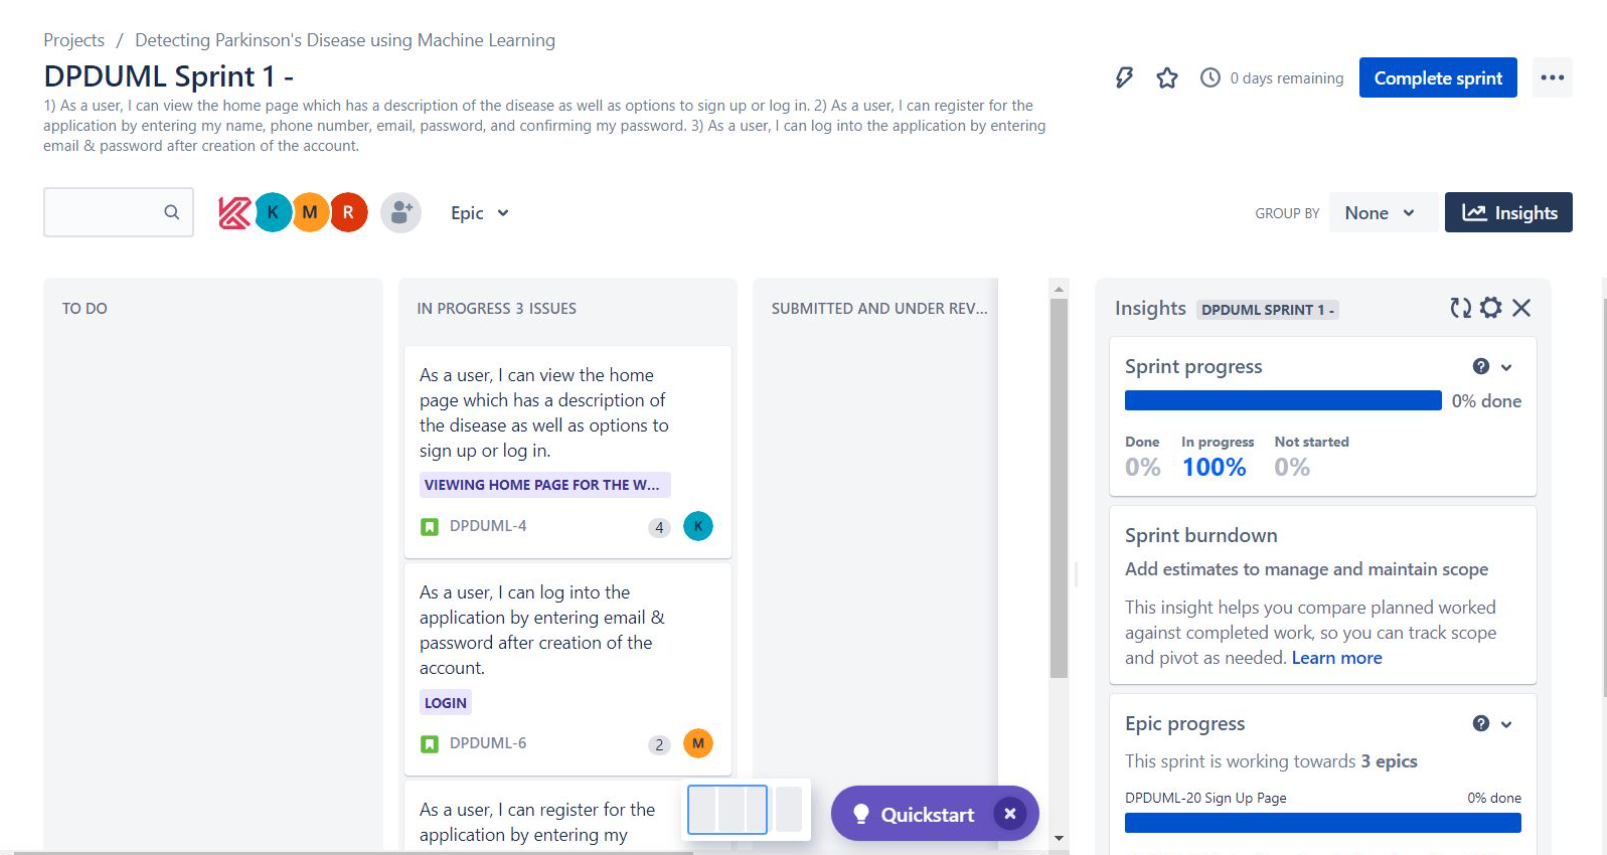 Projects / Detecting Parkinson's Disease using Machine Learning
DPDUML Sprint 1 -
1) As a user, I can view the home page which has a description of the disease as well as options to sign up or log in. 2) As a user, I can register for the
application by entering my name, phone number, email, password, and confirming my password. 3) As a user, I can log into the application by entering
email & password after creation of the account.
0 days remaining
Complete sprint
K
M
R
Epic
GROUP BY
None
Insights
TO DO
IN PROGRESS 3 ISSUES
As a user, I can view the home
page which has a description of
the disease as well as options to
sign up or log in.
VIEWING HOME PAGE FOR THE W...
DPDUML-4
4
K
As a user, I can log into the
application by entering email &
password after creation of the
account.
LOGIN
DPDUML-6
2
M
As a user, I can register for the
application by entering my
SUBMITTED AND UNDER REV...
Quickstart
Insights DPDUML SPRINT 1 -
Sprint progress
0% done
Done In progress Not started
0% 100% 0%
Sprint burndown
Add estimates to manage and maintain scope
This insight helps you compare planned worked
against completed work, so you can track scope
and pivot as needed. Learn more
Epic progress
This sprint is working towards 3 epics
DPDUML-20 Sign Up Page 0% done